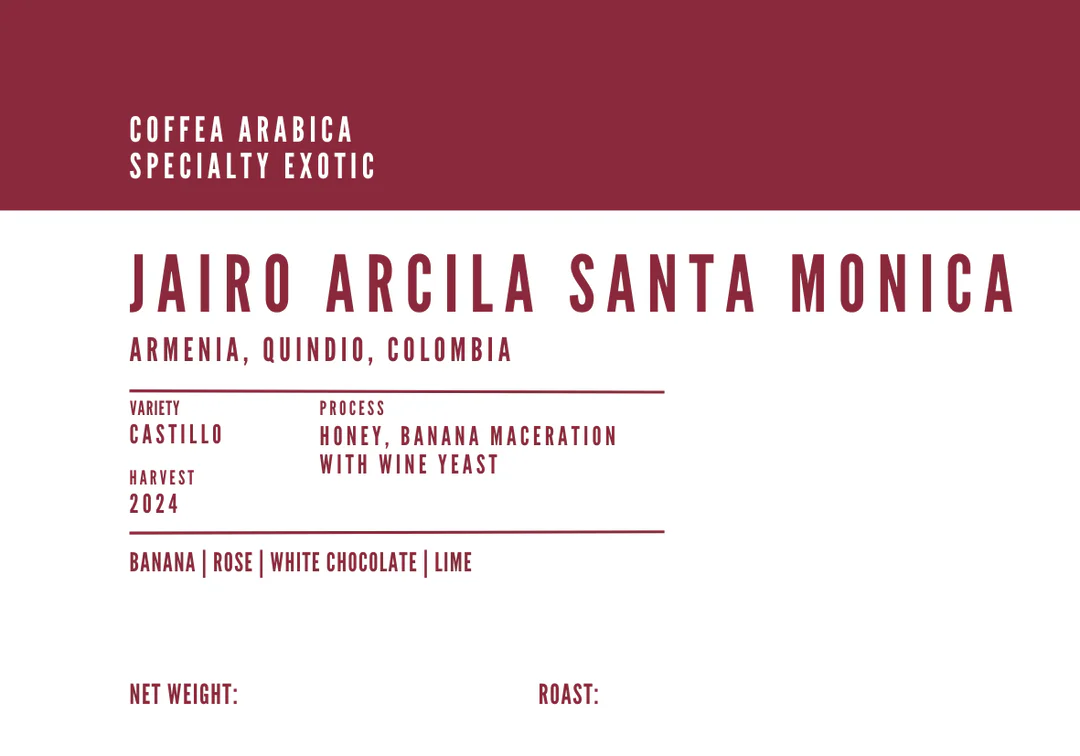 COFFEA ARABICA
SPECIALTY EXOTIC
JAIRO ARCILA SANTA MONICA
ARMENIA, QUINDIO, COLOMBIA
VARIETY
CASTILLO
HARVEST
2024
PROCESS
HONEY, BANANA MACERATION
WITH WINE YEAST
BANANA | ROSE | WHITE CHOCOLATE | LIME
NET WEIGHT:
ROAST: